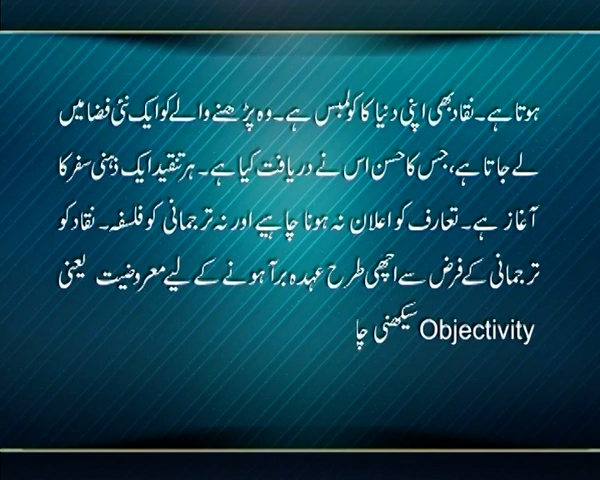 ہوتا ہے۔ نقاد بھی اپنی دنیا کا کولمبس ہے۔ وہ پڑھنے والے کو ایک نئی فضا میں
لے جاتا ہے، جس کا حسن اس نے دریافت کیا ہے۔ ہر تنقید ایک ذہنی سفر کا
آغاز ہے۔ تعارف کو اعلان نہ ہونا چاہیے اور نہ ترجمانی کو فلسفہ۔ نقاد کو
ترجمانی کے فرض سے اچھی طرح عہدہ برآ ہونے کے لیے معروضیت یعنی
Objectivity سیکھنی چا